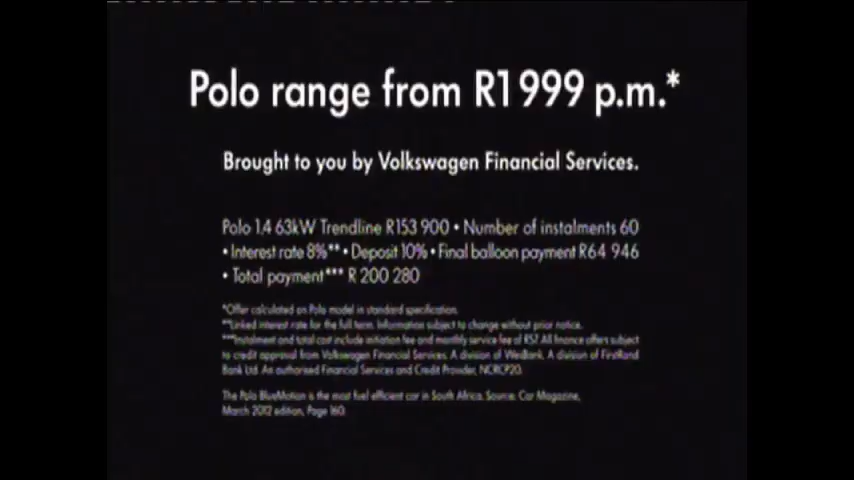 Polo range from R1 999 p.m.*
Brought to you by Volkswagen Financial Services.
Polo 1.4 63kW Trendline R153 900 • Number of instalments 60
• Interest rate 8%** • Deposit 10% • Final balloon payment R64 946
• Total payment*** R 200 280
*Offer calculated on Polo model in standard specification.
**Linked interest rate for the full term. Information subject to change without prior notice.
***Instalment and total cost include initiation fee and monthly service fee of R57. All finance offers subject
to credit approval from Volkswagen Financial Services. A division of WesBank. A division of FirstRand
Bank Ltd. An authorised Financial Services and Credit Provider, NCRCP20.
The Polo BlueMotion is the most fuel efficient car in South Africa. Source: Car Magazine,
March 2012 edition, Page 160.